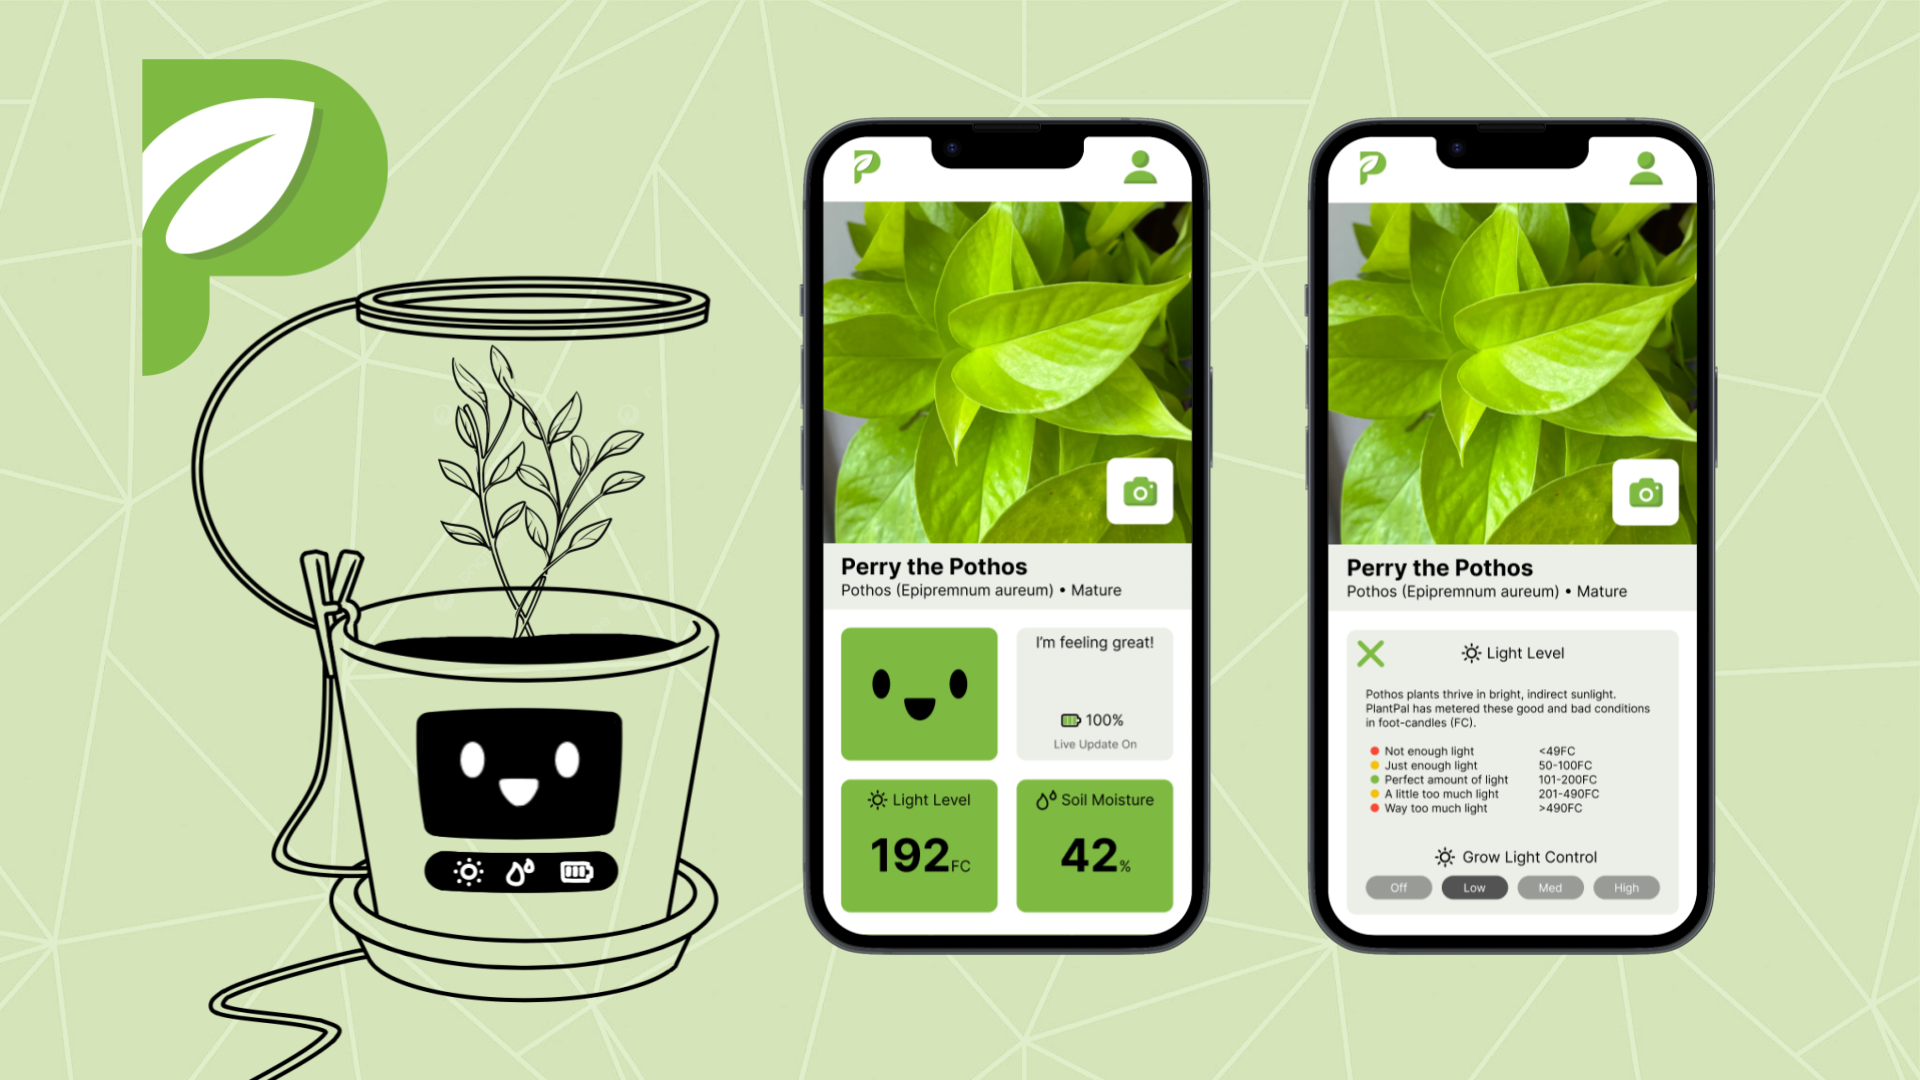 Perry the Pothos
Pothos (Epipremnum aureum) • Mature
I'm feeling great!
100%
Live Update On
Light Level
192FC
Soil Moisture
42%
Perry the Pothos
Pothos (Epipremnum aureum) • Mature
Light Level
Pothos plants thrive in bright, indirect sunlight.
PlantPal has metered these good and bad conditions
in foot-candles (FC).
Not enough light <49FC
Just enough light 50-100FC
Perfect amount of light 101-200FC
A little too much light 201-490FC
Way too much light >490FC
Grow Light Control
Off Low Med High